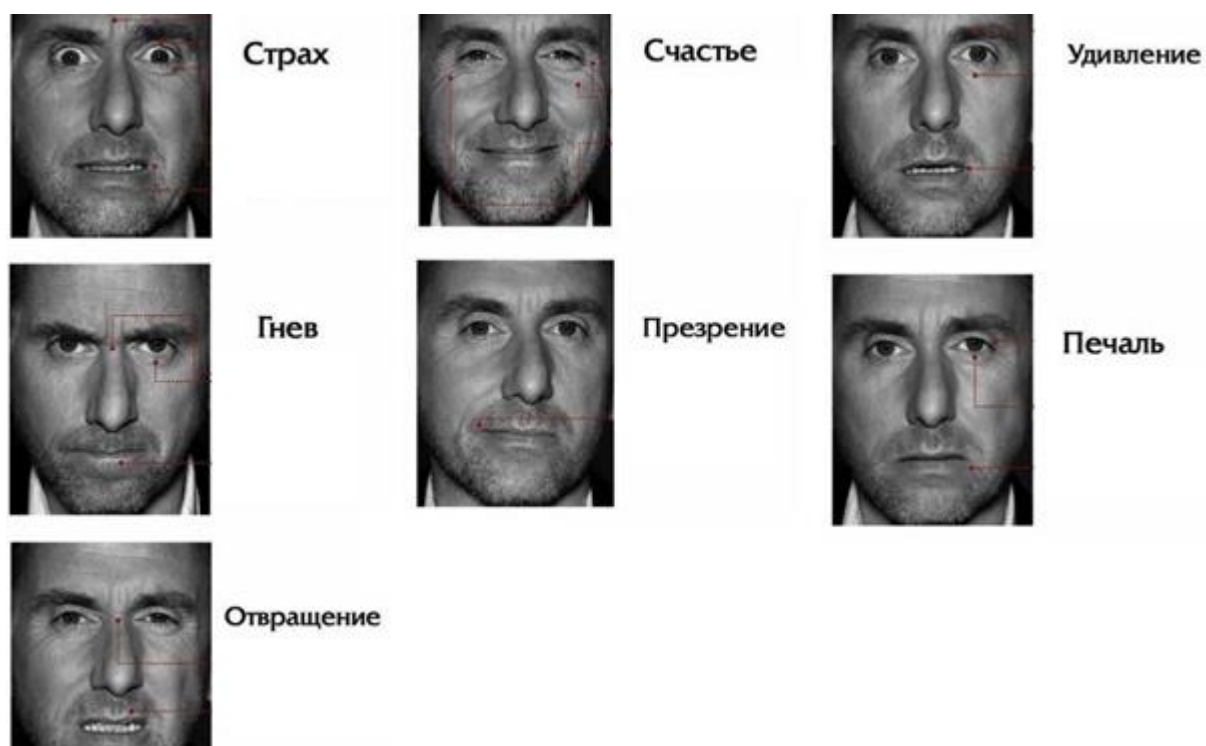 Страх
Счастье
Удивление
Гнев
Презрение
Печаль
Отвращение